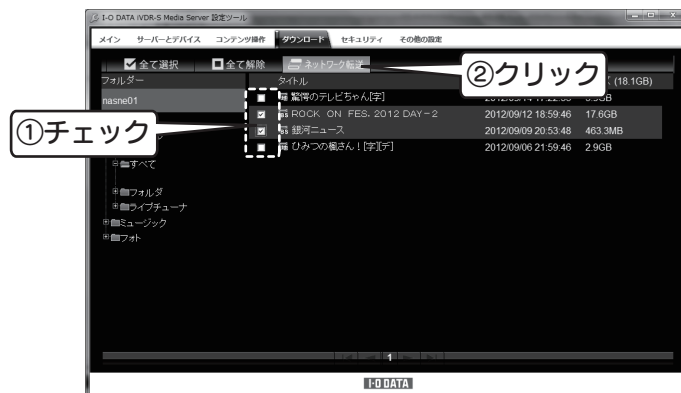 I-O DATA iVDR-S Media Server 設定ツール
メイン サーバーとデバイス コンテンツ操作 ダウンロード セキュリティ その他の設定
全て選択 全て解除 ネットワーク転送
②クリック
フォルダー タイトル (18.1GB)
nasne01 驚愕のテレビちゃん[字]
①チェック
ROCK ON FES. 2012 DAY-2 2012/09/12 18:59:46 17.6GB
銀河ニュース 2012/09/09 20:53:48 463.3MB
ひみつの楓さん！[字][デ] 2012/09/06 21:59:46 2.9GB
すべて
フォルダ
ライブチューナ
ミュージック
フォト
1
I-O DATA